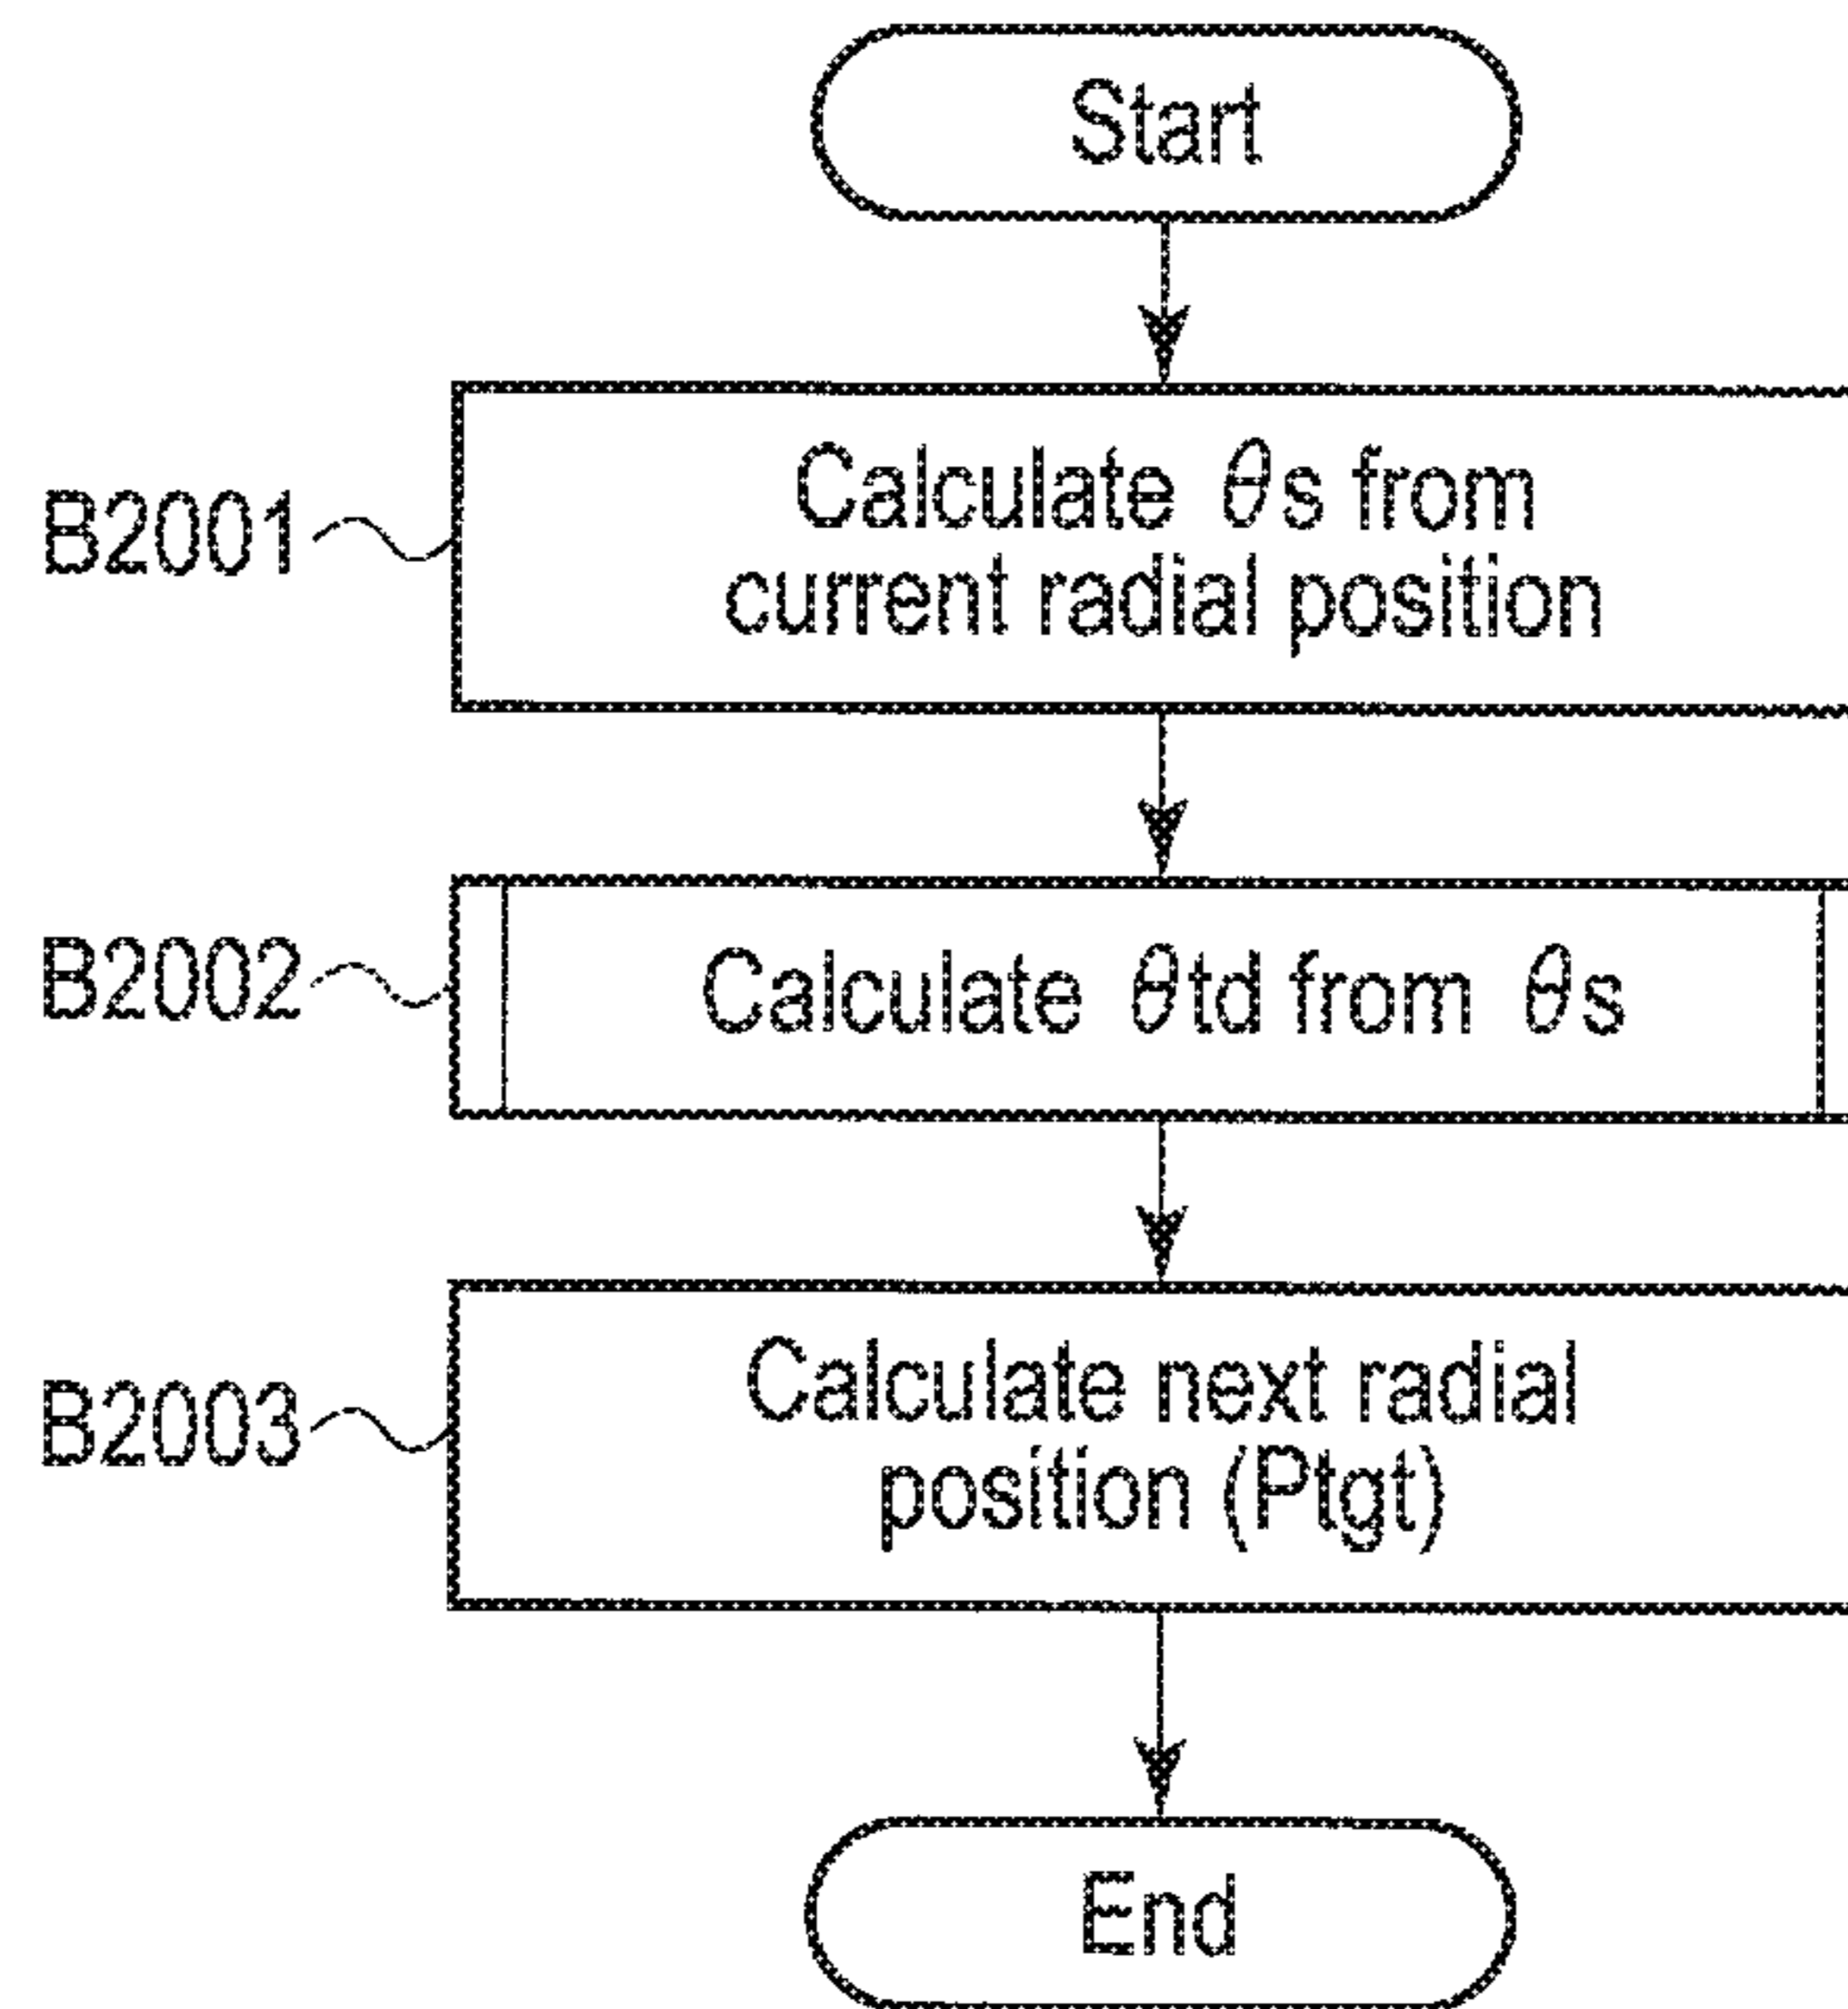 Start
B2001
Calculate θs from
current radial position
B2002
Calculate θtd from θs
B2003
Calculate next radial
position (Ptgt)
End